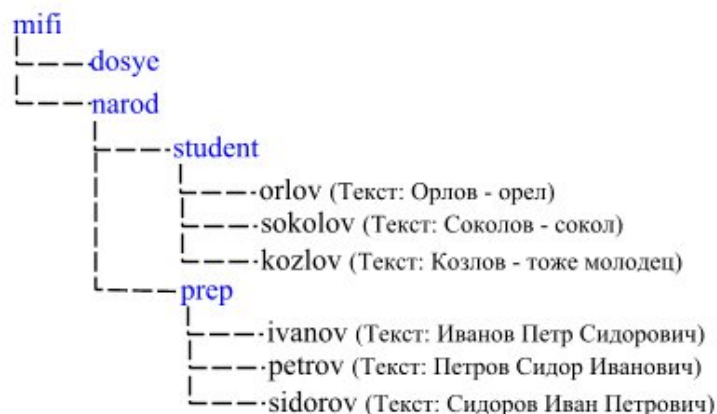 mifi
dosye
narod
student
orlov (Текст: Орлов - орел)
sokolov (Текст: Соколов - сокол)
kozlov (Текст: Козлов - тоже молодец)
prep
ivanov (Текст: Иванов Петр Сидорович)
petrov (Текст: Петров Сидор Иванович)
sidorov (Текст: Сидоров Иван Петрович)